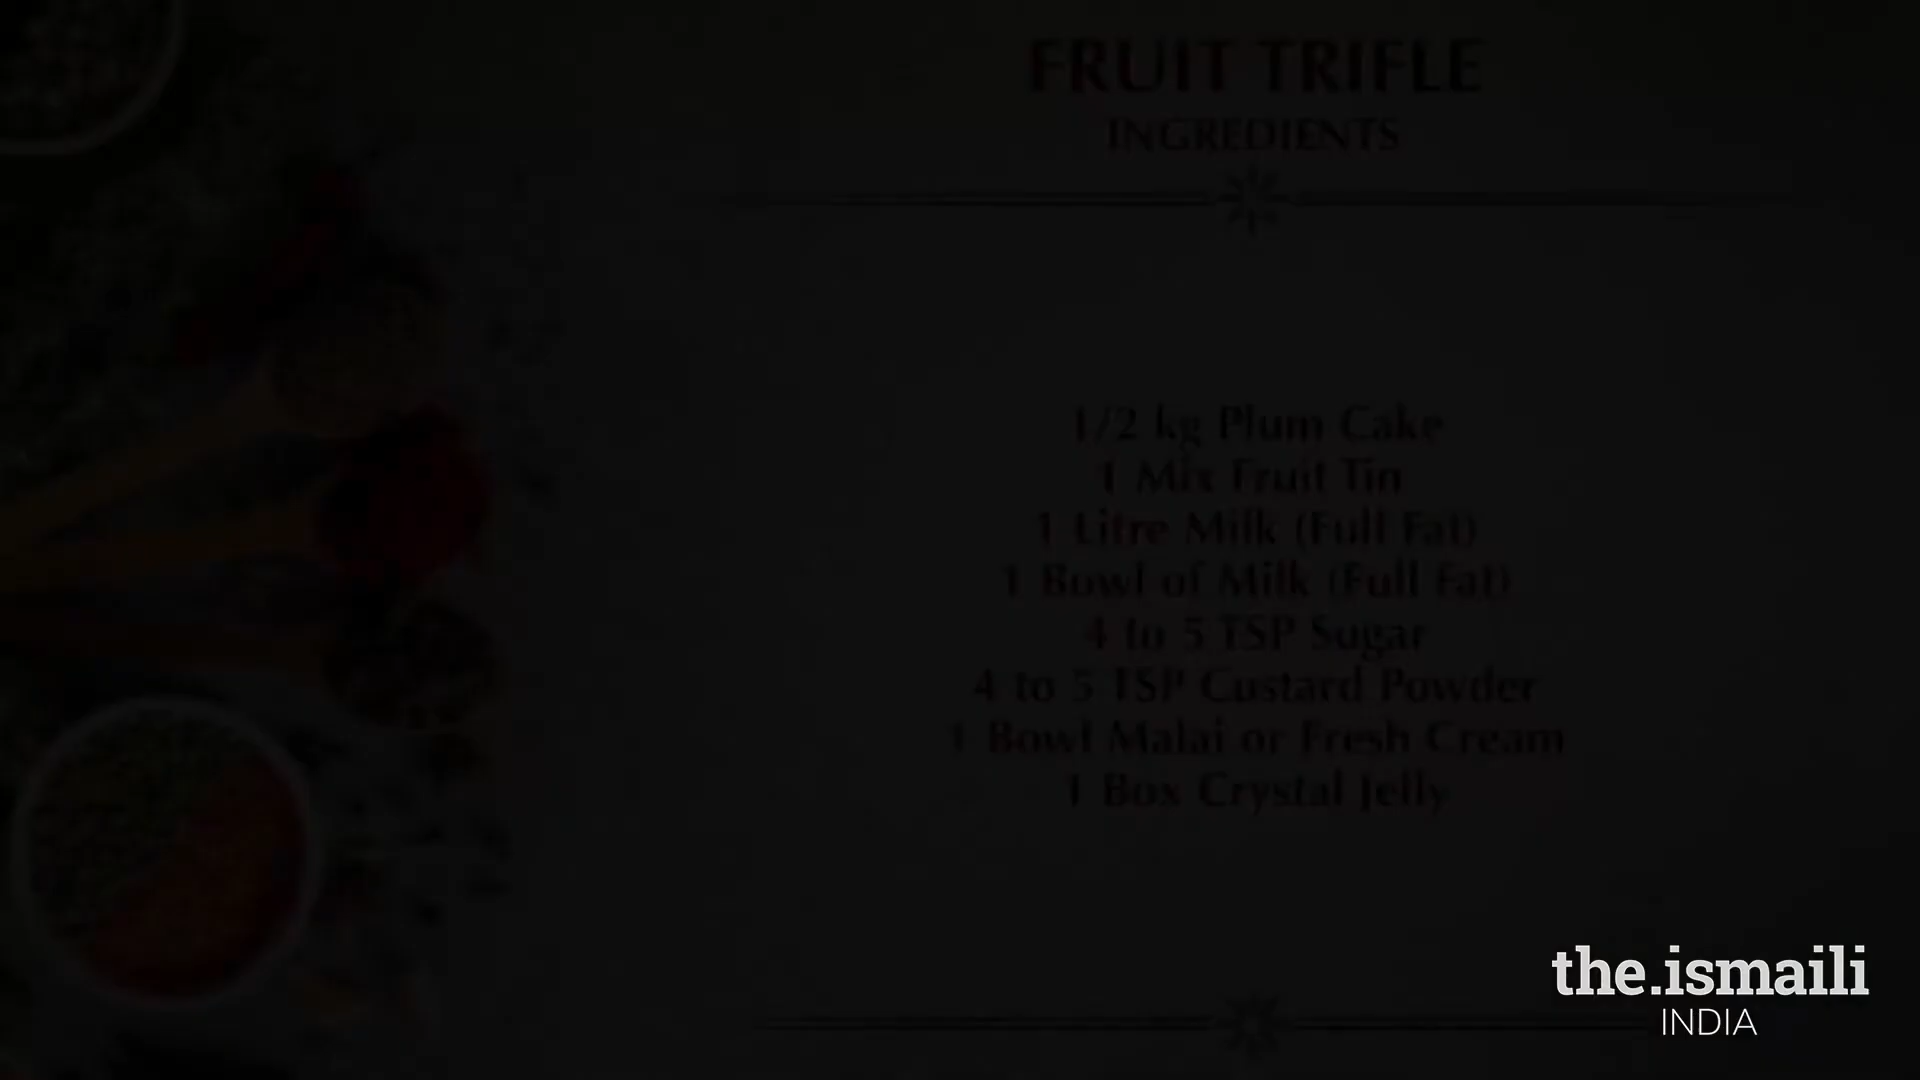 FRUIT TRIFLE
INGREDIENTS
1/2 kg Plum Cake
1 Mix Fruit Tin
1 Litre Milk (Full Fat)
1 Bowl of Milk (Full Fat)
4 to 5 TSP Sugar
4 to 5 TSP Custard Powder
1 Bowl Malai or Fresh Cream
1 Box Crystal Jelly
the.ismaili
INDIA